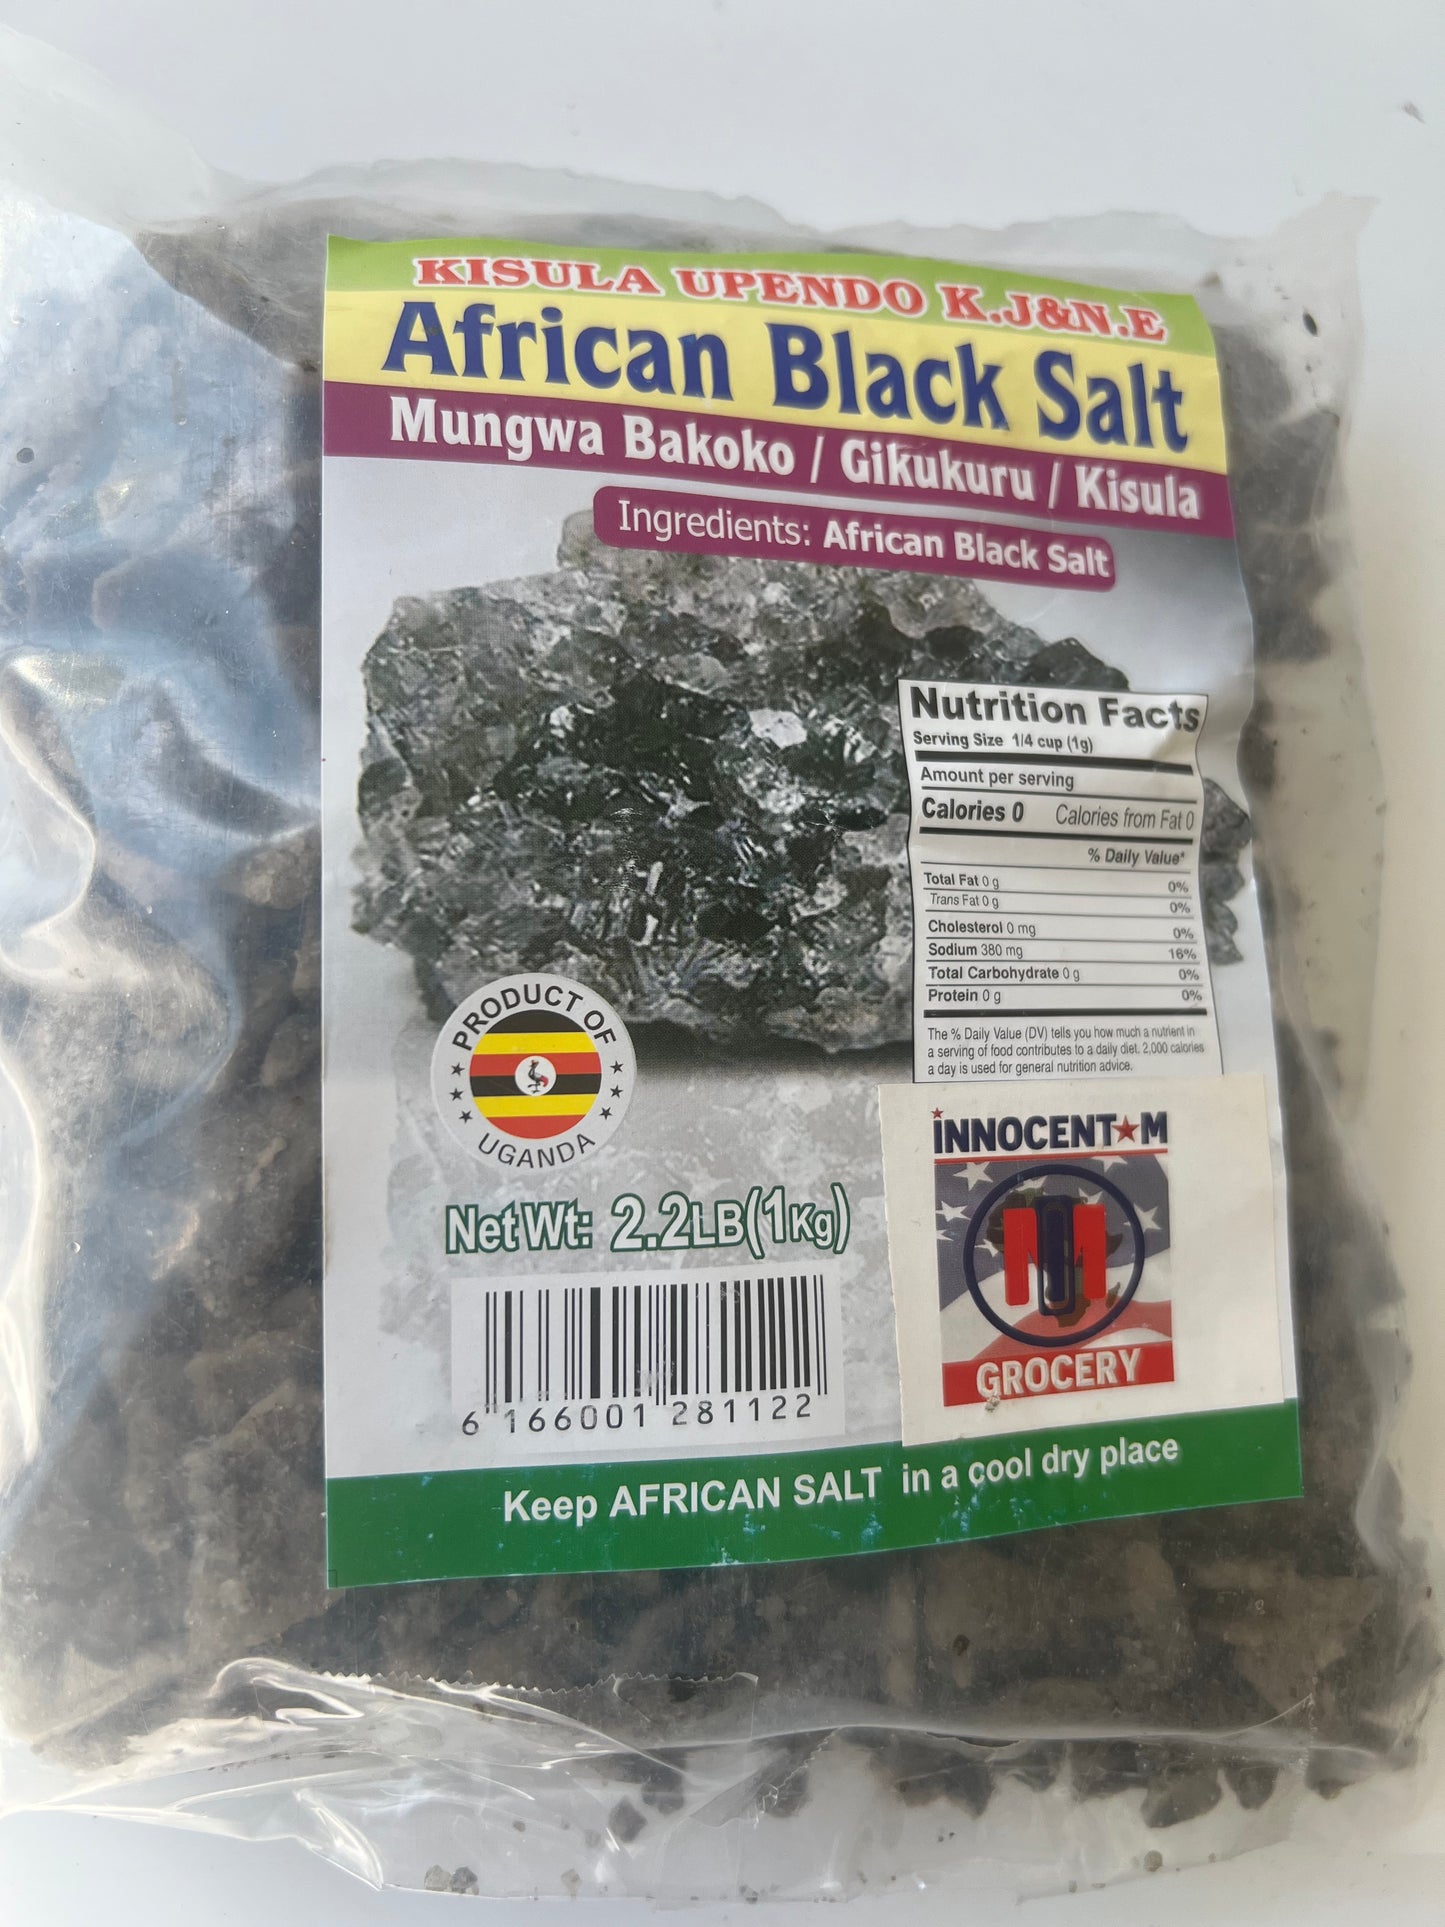 KISULA UPENDO K.J&N.E
African Black Salt
Mungwa Bakoko / Gikukuru / Kisula
Ingredients: African Black Salt
Nutrition Facts
Serving Size 1/4 cup (1g)
Amount per serving
Calories 0 Calories from Fat 0
% Daily Value*
Total Fat 0 g 0%
Trans Fat 0 g 0%
Cholesterol 0 mg 0%
Sodium 380 mg 16%
Total Carbohydrate 0 g 0%
Protein 0 g 0%
The % Daily Value (DV) tells you how much a nutrient in
a serving of food contributes to a daily diet. 2,000 calories
a day is used for general nutrition advice.
PRODUCT OF
UGANDA
Net Wt: 2.2LB(1Kg)
6 166001 281122
INNOCENT★M
IM
GROCERY
Keep AFRICAN SALT in a cool dry place